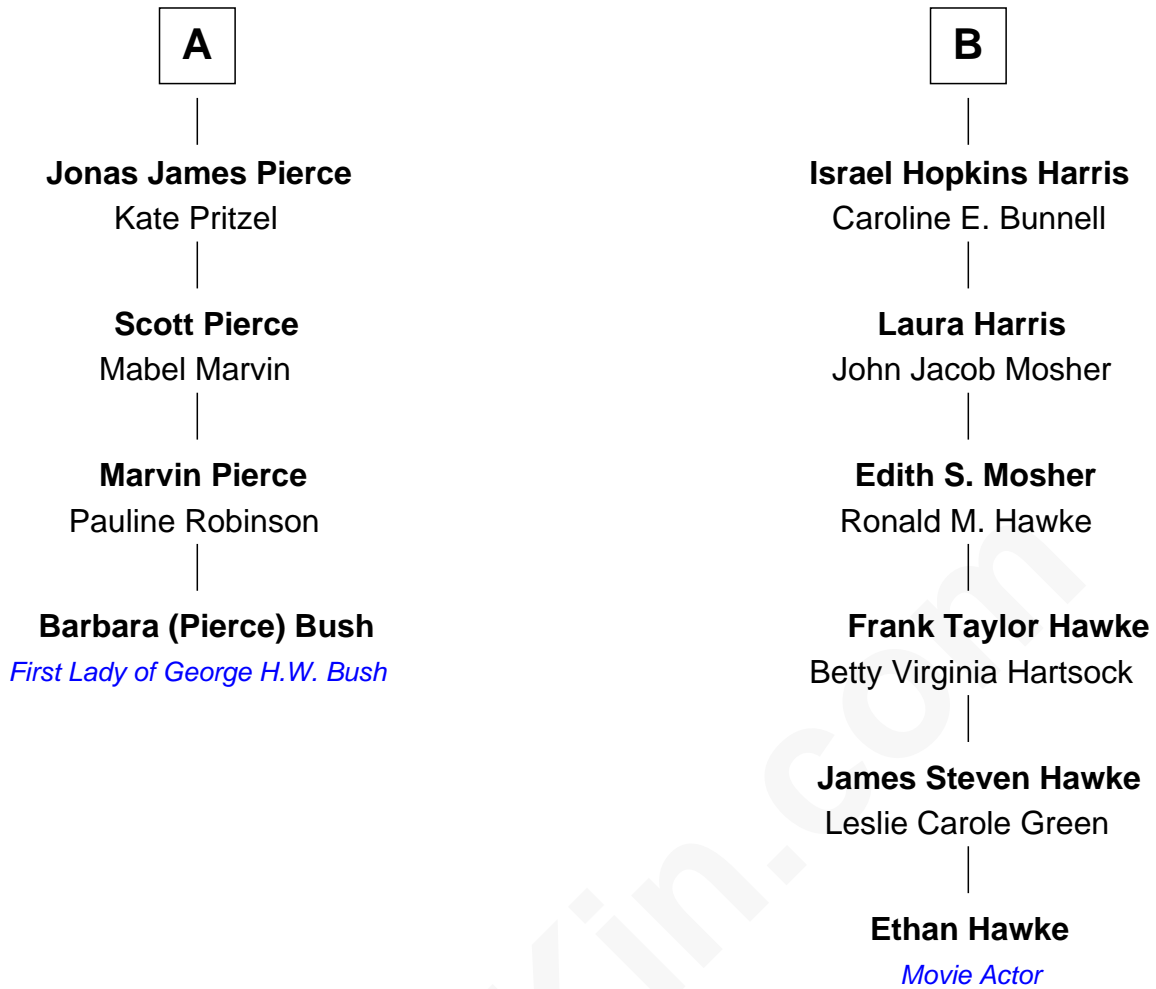 A
Jonas James Pierce
Kate Pritzel
Scott Pierce
Mabel Marvin
Marvin Pierce
Pauline Robinson
Barbara (Pierce) Bush
First Lady of George H.W. Bush
B
Israel Hopkins Harris
Caroline E. Bunnell
Laura Harris
John Jacob Mosher
Edith S. Mosher
Ronald M. Hawke
Frank Taylor Hawke
Betty Virginia Hartsock
James Steven Hawke
Leslie Carole Green
Ethan Hawke
Movie Actor
Kin.com